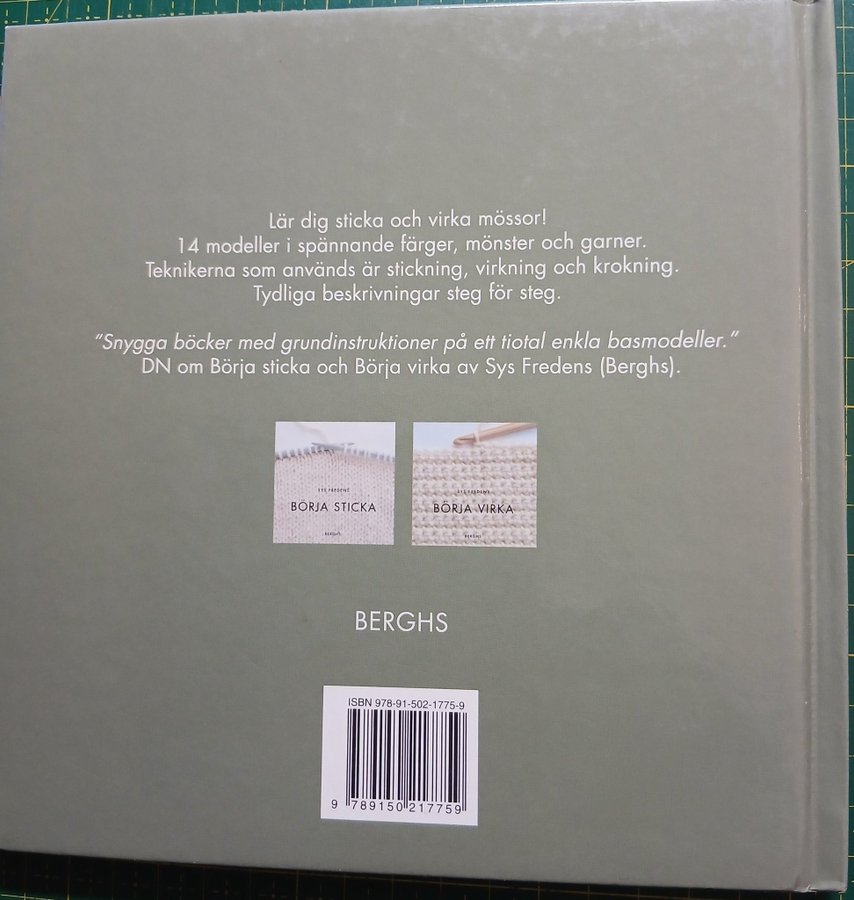 Lär dig sticka och virka mössor!
14 modeller i spännande färger, mönster och garner.
Teknikerna som används är stickning, virkning och krokning.
Tydliga beskrivningar steg för steg.
”Snygga böcker med grundinstruktioner på ett tiotal enkla basmodeller.”
DN om Börja sticka och Börja virka av Sys Fredens (Berghs).
SYS FREDENS
BÖRJA STICKA
BERGHS
SYS FREDENS
BÖRJA VIRKA
BERGHS
BERGHS
ISBN 978-91-502-1775-9
9 789150 217759